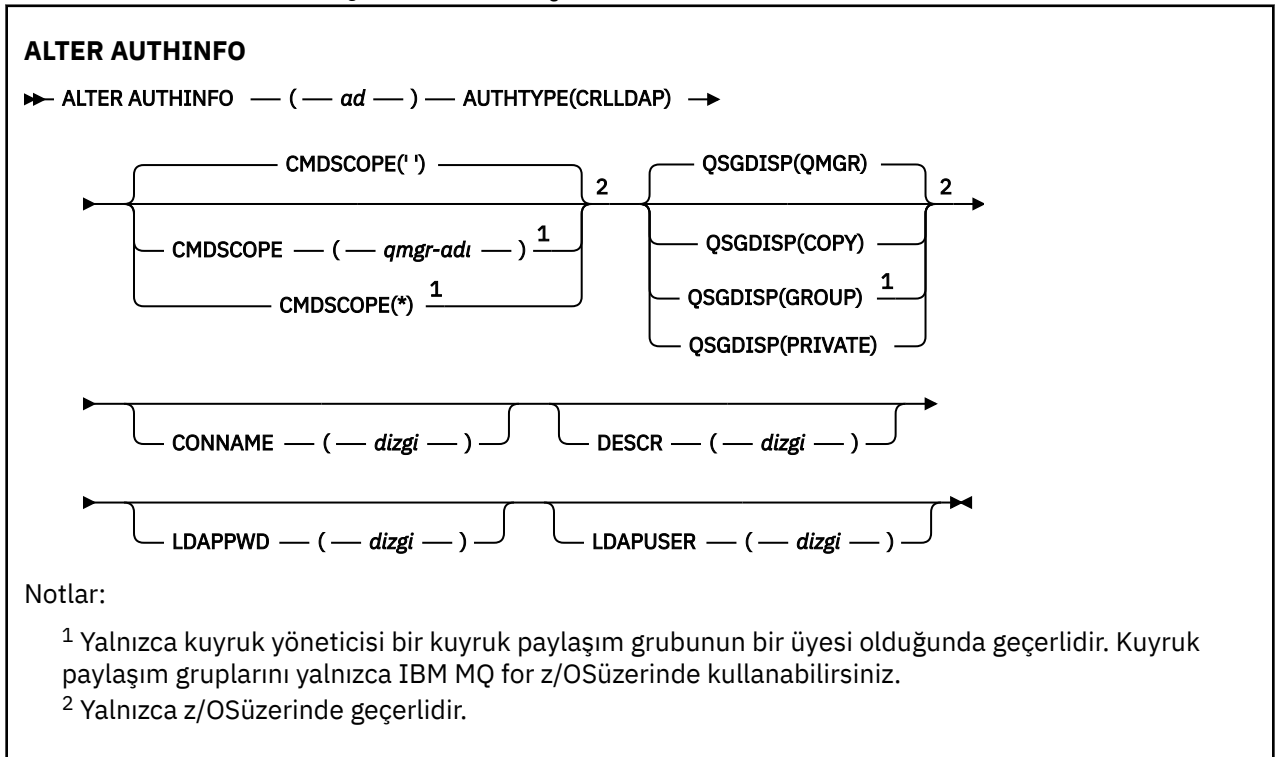 ALTER AUTHINFO
ALTER AUTHINFO — ( — ad — ) — AUTHTYPE(CRLLDAP)
CMDSCOPE(' ')
CMDSCOPE — ( — qmgr-adı — ) 1
CMDSCOPE(*) 1
2
QSGDISP(QMGR)
QSGDISP(COPY)
QSGDISP(GROUP) 1
QSGDISP(PRIVATE)
2
CONNAME — ( — dizgi — )
DESCR — ( — dizgi — )
LDAPPWD — ( — dizgi — )
LDAPUSER — ( — dizgi — )
Notlar:
1 Yalnızca kuyruk yöneticisi bir kuyruk paylaşım grubunun bir üyesi olduğunda geçerlidir. Kuyruk
paylaşım gruplarını yalnızca IBM MQ for z/OSüzerinde kullanabilirsiniz.
2 Yalnızca z/OSüzerinde geçerlidir.